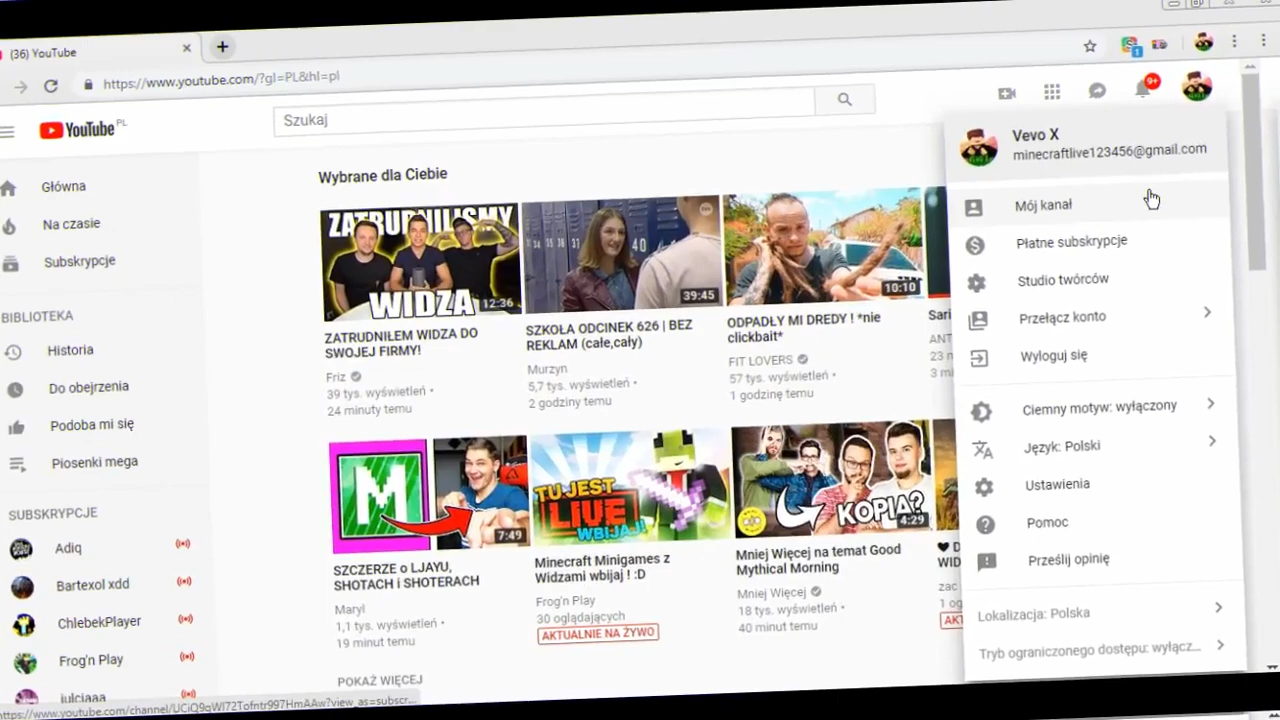 (36) YouTube
https://www.youtube.com/?gl=PL&hl=pl
YouTube PL
Szukaj
9+
1
Vevo X
minecraftlive123456@gmail.com
Mój kanał
Płatne subskrypcje
Studio twórców
Przełącz konto
Wyloguj się
Ciemny motyw: wyłączony
Język: Polski
Ustawienia
Pomoc
Prześlij opinię
Lokalizacja: Polska
Tryb ograniczonego dostępu: wyłącz...
Główna
Na czasie
Subskrypcje
BIBLIOTEKA
Historia
Do obejrzenia
Podoba mi się
Piosenki mega
SUBSKRYPCJE
Adiq
Bartexol xdd
ChlebekPlayer
Frog'n Play
julciaaa
Wybrane dla Ciebie
ZATRUDNILIŚMY
WIDZA
12:36
ZATRUDNIŁEM WIDZA DO
SWOJEJ FIRMY!
Friz
39 tys. wyświetleń •
24 minuty temu
40
39:45
SZKOŁA ODCINEK 626 | BEZ
REKLAM (całe,cały)
Murzyn
5,7 tys. wyświetleń •
2 godziny temu
10:10
ODPADŁY MI DREDY ! *nie
clickbait*
FIT LOVERS
57 tys. wyświetleń •
1 godzinę temu
Sari
ANT
23 m
3 mi
M
7:49
SZCZERZE o LJAYU,
SHOTACH i SHOTERACH
Maryl
1,1 tys. wyświetleń •
19 minut temu
TU JEST
LIVE
WBIJAJ!!
Minecraft Minigames z
Widzami wbijaj ! :D
Frog'n Play
30 oglądających
AKTUALNIE NA ŻYWO
KOPIA?
4:29
Mniej Więcej na temat Good
Mythical Morning
Mniej Więcej
18 tys. wyświetleń •
40 minut temu
D
WID
zac
1 og
AKT
POKAŻ WIĘCEJ